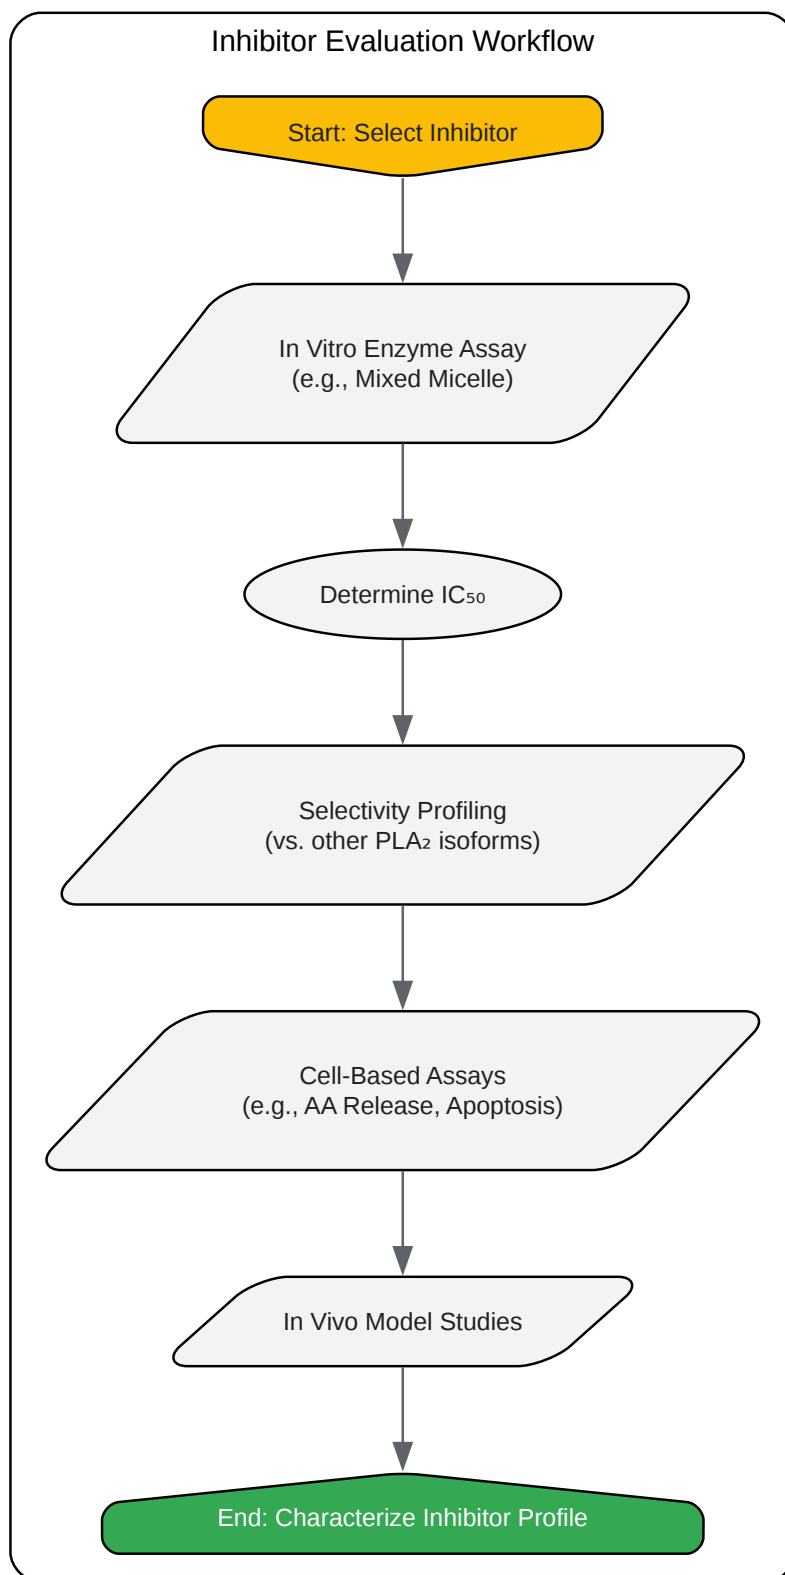 Inhibitor Evaluation Workflow
Start: Select Inhibitor
In Vitro Enzyme Assay
(e.g., Mixed Micelle)
Determine IC₅₀
Selectivity Profiling
(vs. other PLA₂ isoforms)
Cell-Based Assays
(e.g., AA Release, Apoptosis)
In Vivo Model Studies
End: Characterize Inhibitor Profile